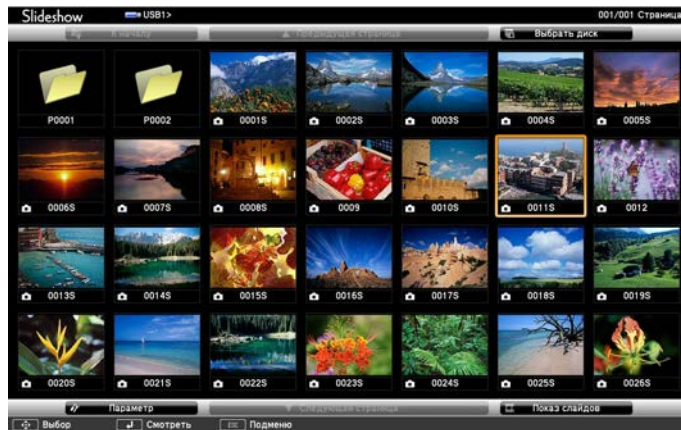 Slideshow USB1> 001/001 Страница
К началу ▲ Предыдущая страница Выбрать диск
P0001 P0002 0001S 0002S 0003S 0004S 0005S
0006S 0007S 0008S 0009 0010S 0011S 0012
0013S 0014S 0015S 0016S 0017S 0018S 0019S
0020S 0021S 0022S 0023S 0024S 0025S 0026S
Параметр ▼ Следующая страница Показ слайдов
Выбор Смотреть Подменю